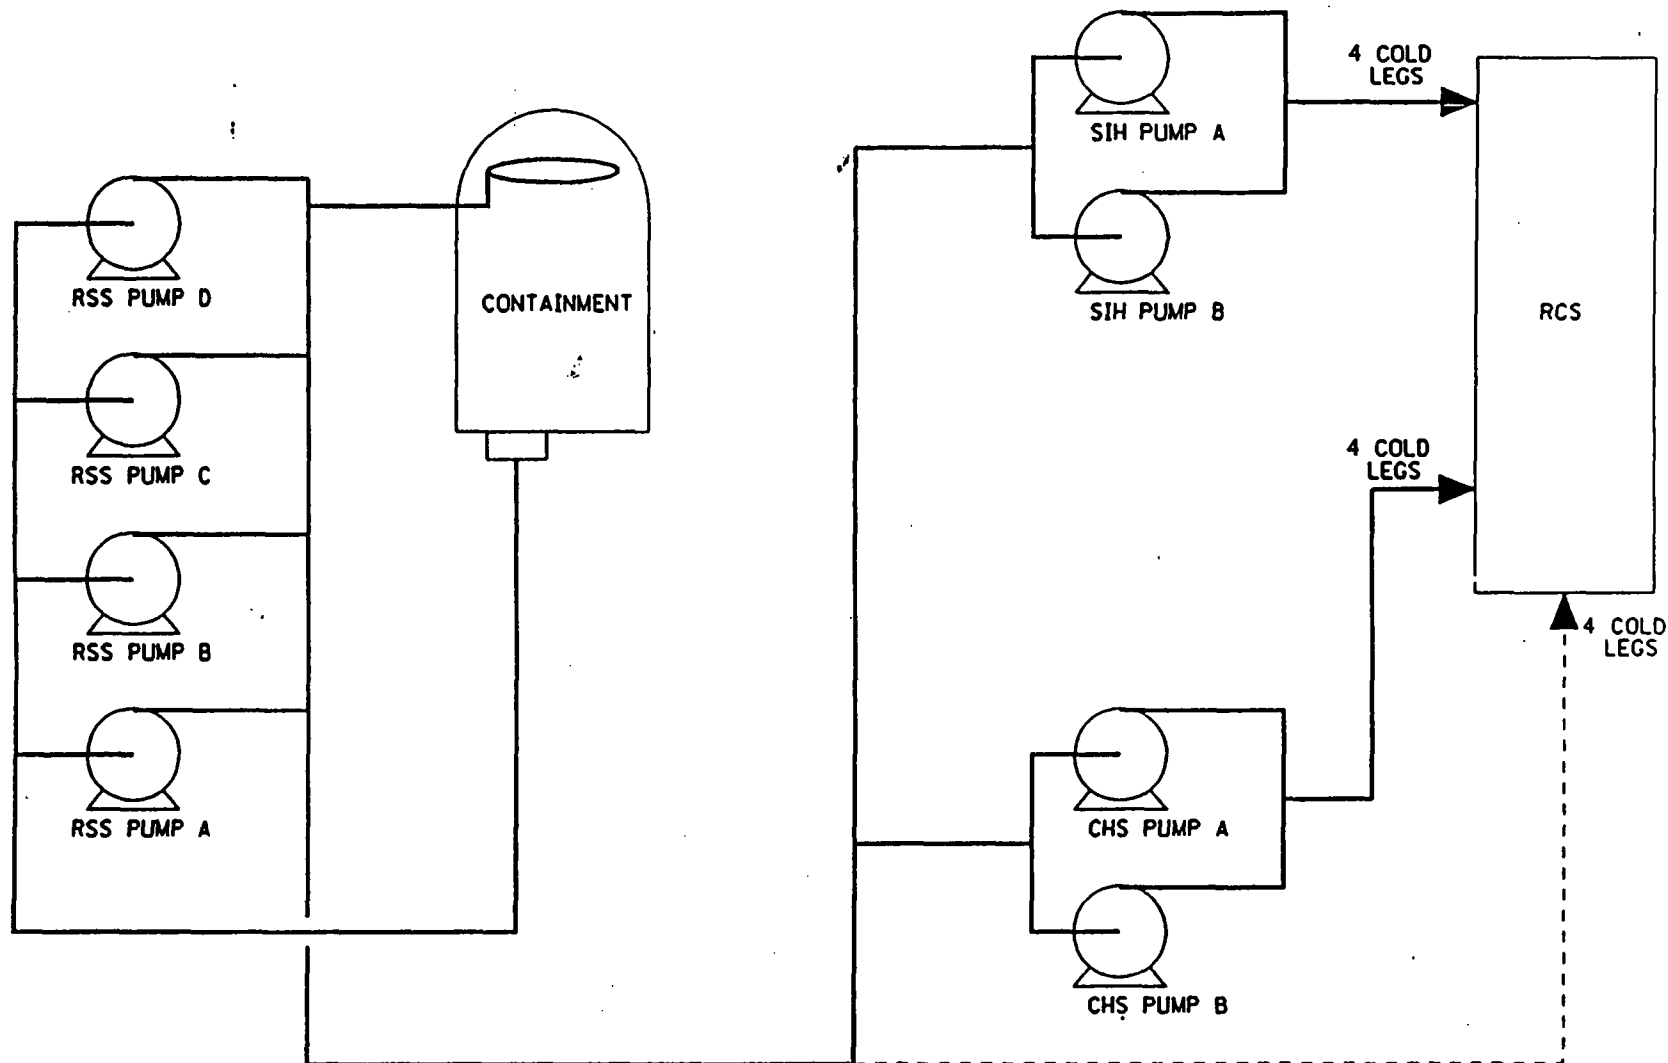 4 COLD
LEGS
SIH PUMP A
RSS PUMP D
CONTAINMENT
SIH PUMP B
RCS
RSS PUMP C
4 COLD
LEGS
RSS PUMP B
4 COLD
LEGS
RSS PUMP A
CHS PUMP A
CHS PUMP B